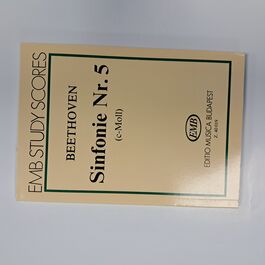 EMB STUDY SCORES
BEETHOVEN
Sinfonie Nr. 5
(c-Moll)
EMB
EDITIO MUSICA BUDAPEST